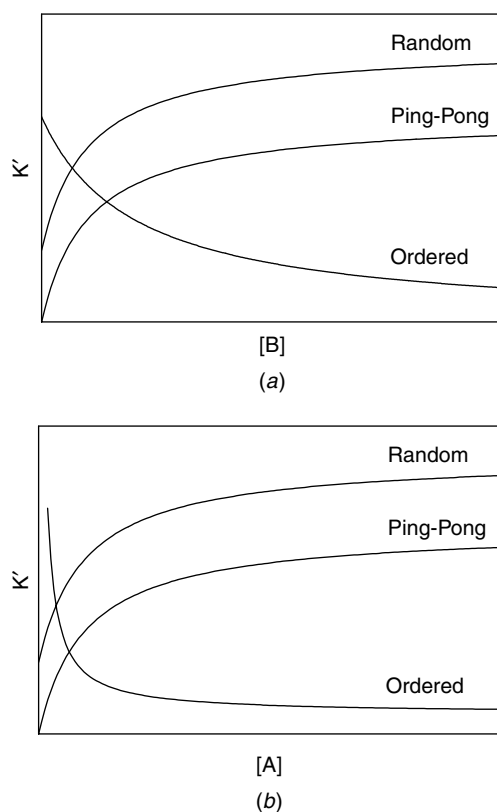 Random
Ping-Pong
K′
Ordered
[B]
(a)
Random
Ping-Pong
K′
Ordered
[A]
(b)